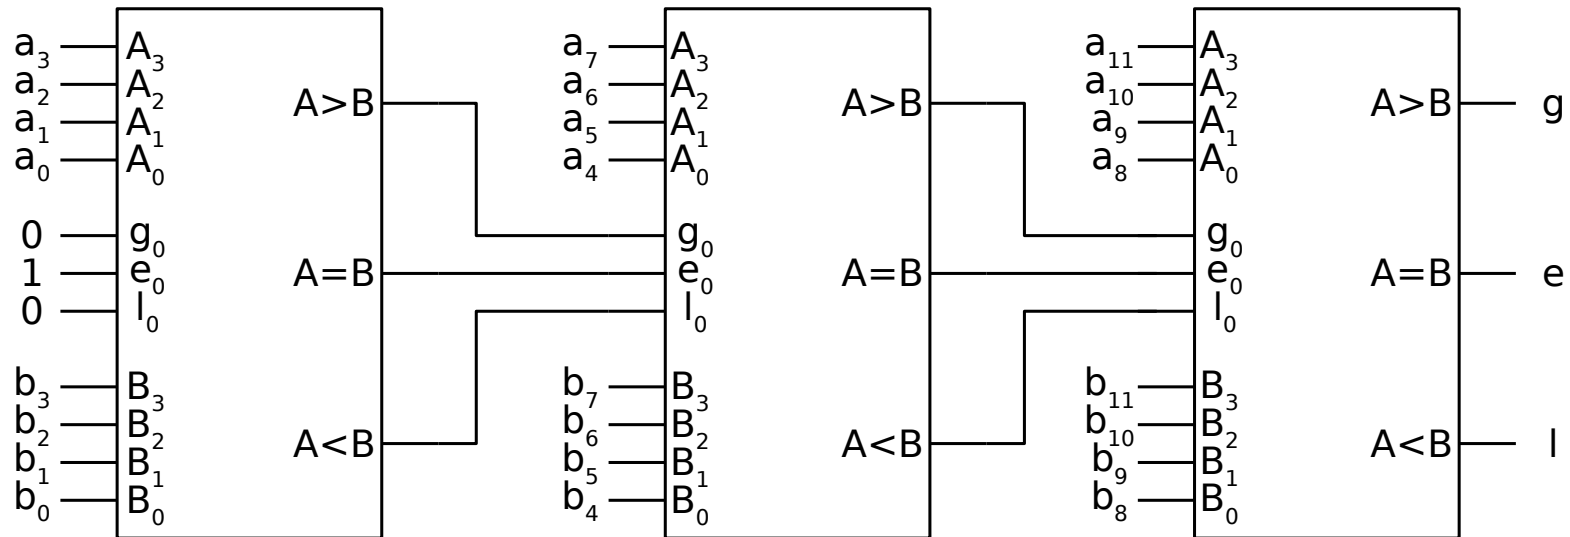 a3 A3
a2 A2
a1 A1
a0 A0
A>B
0 g0
1 e0
0 l0
A=B
b3 B3
b2 B2
b1 B1
b0 B0
A<B
a7 A3
a6 A2
a5 A1
a4 A0
A>B
g0
e0
l0
A=B
b7 B3
b6 B2
b5 B1
b4 B0
A<B
a11 A3
a10 A2
a9 A1
a8 A0
A>B g
g0
e0
l0
A=B e
b11 B3
b10 B2
b9 B1
b8 B0
A<B l